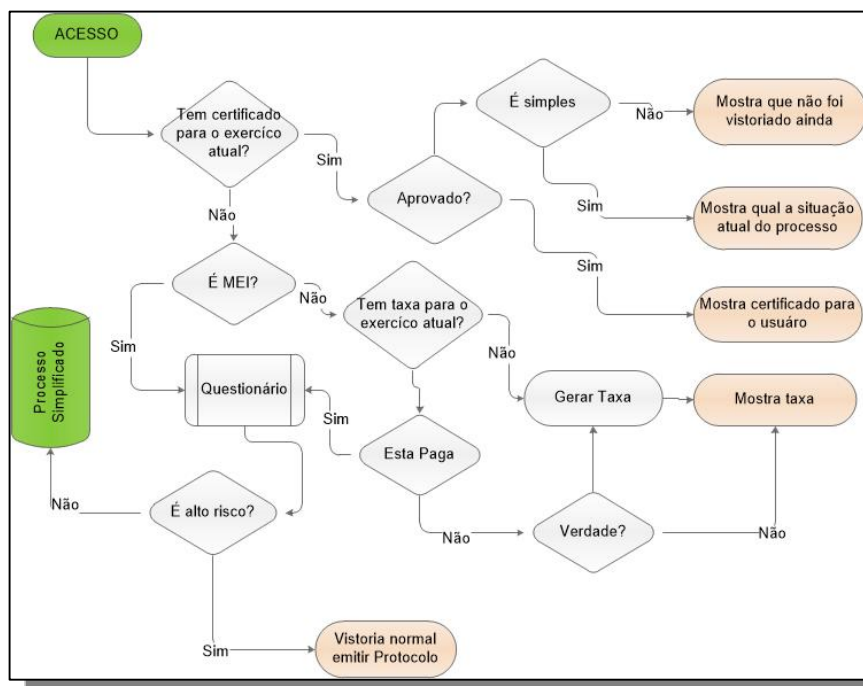 ACESSO
Tem certificado
para o exercíco
atual?
Sim
Não
Aprovado?
É simples
Não
Mostra que não foi
vistoriado ainda
Sim
Mostra qual a situação
atual do processo
Sim
Mostra certificado para
o usuáro
É MEI?
Não
Sim
Tem taxa para o
exercíco atual?
Não
Processo
Simplificado
Questionário
Sim
Gerar Taxa
Mostra taxa
Esta Paga
Não
É alto risco?
Não
Verdade?
Não
Sim
Vistoria normal
emitir Protocolo